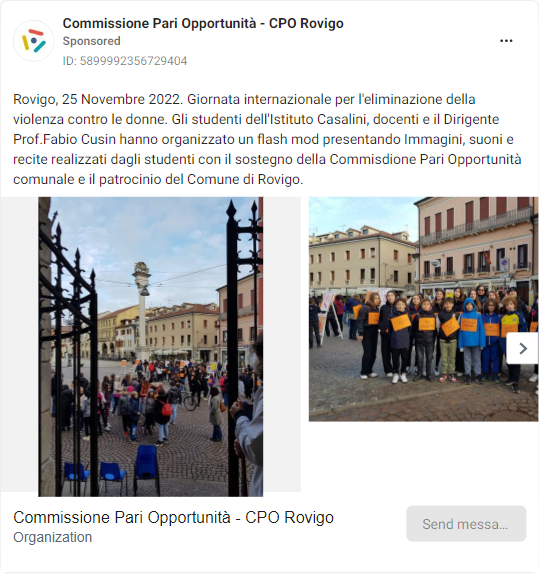 Commissione Pari Opportunità - CPO Rovigo
Sponsored
ID: 5899992356729404
Rovigo, 25 Novembre 2022. Giornata internazionale per l'eliminazione della
violenza contro le donne. Gli studenti dell'Istituto Casalini, docenti e il Dirigente
Prof.Fabio Cusin hanno organizzato un flash mod presentando Immagini, suoni e
recite realizzati dagli studenti con il sostegno della Commisdione Pari Opportunità
comunale e il patrocinio del Comune di Rovigo.
Commissione Pari Opportunità - CPO Rovigo
Organization
Send messa...